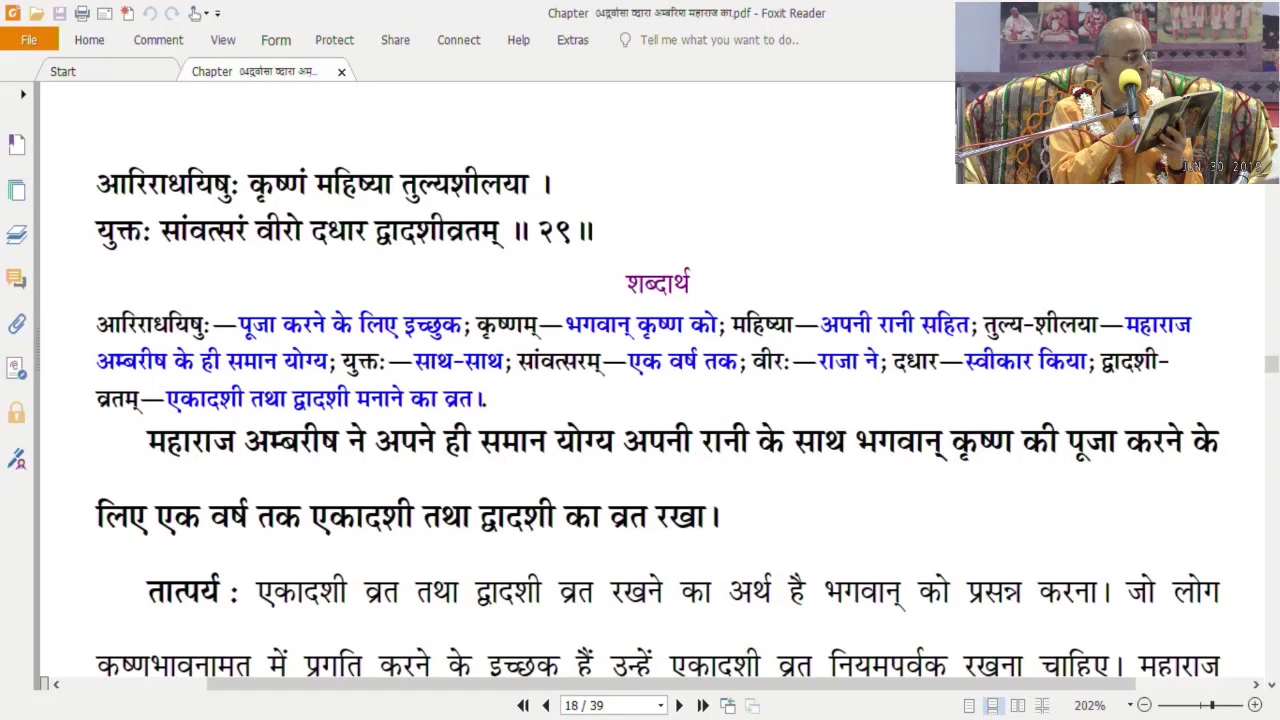 Chapter 04दुर्वासा व्दारा अम्बरिश महाराज का.pdf - Foxit Reader
File Home Comment View Form Protect Share Connect Help Extras Tell me what you want to do..
Start Chapter 04दुर्वासा व्दारा अम्...
JUN 30 2019
आरिराधयिषुः कृष्णं महिष्या तुल्यशीलया ।
युक्तः सांवत्सरं वीरो दधार द्वादशीव्रतम् ॥ २९॥
शब्दार्थ
आरिराधयिषुः—पूजा करने के लिए इच्छुक; कृष्णम्—भगवान् कृष्ण को; महिष्या—अपनी रानी सहित; तुल्य-शीलया—महाराज
अम्बरीष के ही समान योग्य; युक्तः—साथ-साथ; सांवत्सरम्—एक वर्ष तक; वीरः—राजा ने; दधार—स्वीकार किया; द्वादशी-
व्रतम्—एकादशी तथा द्वादशी मनाने का व्रत।.
महाराज अम्बरीष ने अपने ही समान योग्य अपनी रानी के साथ भगवान् कृष्ण की पूजा करने के
लिए एक वर्ष तक एकादशी तथा द्वादशी का व्रत रखा।
तात्पर्य : एकादशी व्रत तथा द्वादशी व्रत रखने का अर्थ है भगवान् को प्रसन्न करना। जो लोग
कृष्णभावनामृत में प्रगति करने के इच्छुक हैं उन्हें एकादशी व्रत नियमपूर्वक रखना चाहिए। महाराज
18 / 39 202%